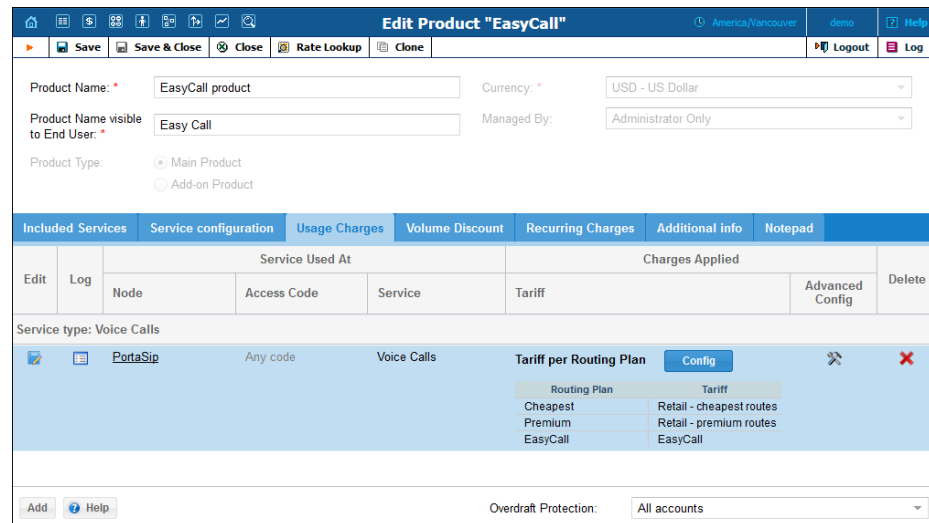 Edit Product "EasyCall"
America/Vancouver
demo
Help
Save
Save & Close
Close
Rate Lookup
Clone
Logout
Log
Product Name: *
EasyCall product
Currency: *
USD - US Dollar
Product Name visible
to End User: *
Easy Call
Managed By:
Administrator Only
Product Type:
Main Product
Add-on Product
Included Services
Service configuration
Usage Charges
Volume Discount
Recurring Charges
Additional info
Notepad
Edit
Log
Service Used At
Charges Applied
Delete
Node
Access Code
Service
Tariff
Advanced
Config
Service type: Voice Calls
PortaSip
Any code
Voice Calls
Tariff per Routing Plan
Config
Routing Plan
Tariff
Cheapest
Retail - cheapest routes
Premium
Retail - premium routes
EasyCall
EasyCall
Add
Help
Overdraft Protection:
All accounts